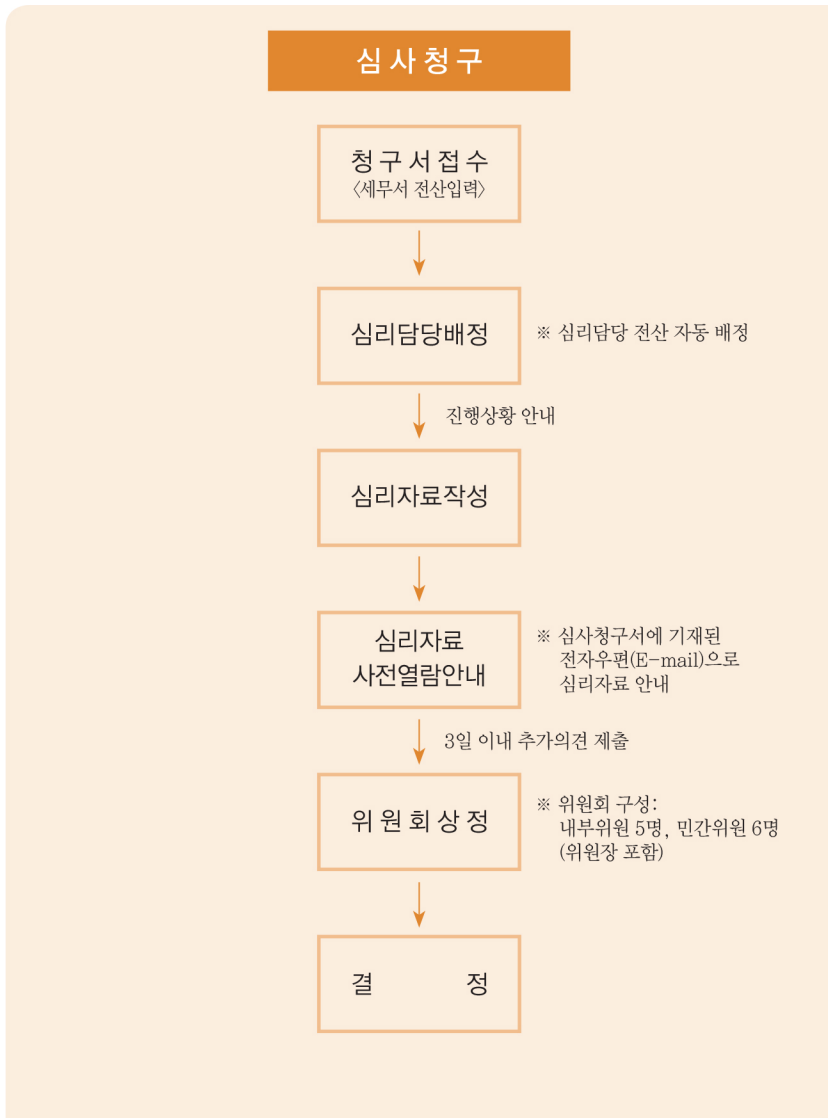 심사청구
청구서접수
〈세무서 전산입력〉
심리담당배정
※ 심리담당 전산 자동 배정
진행상황 안내
심리자료작성
심리자료
사전열람안내
※ 심사청구서에 기재된
전자우편(E-mail)으로
심리자료 안내
3일 이내 추가의견 제출
위원회상정
※ 위원회 구성:
내부위원 5명, 민간위원 6명
(위원장 포함)
결 정